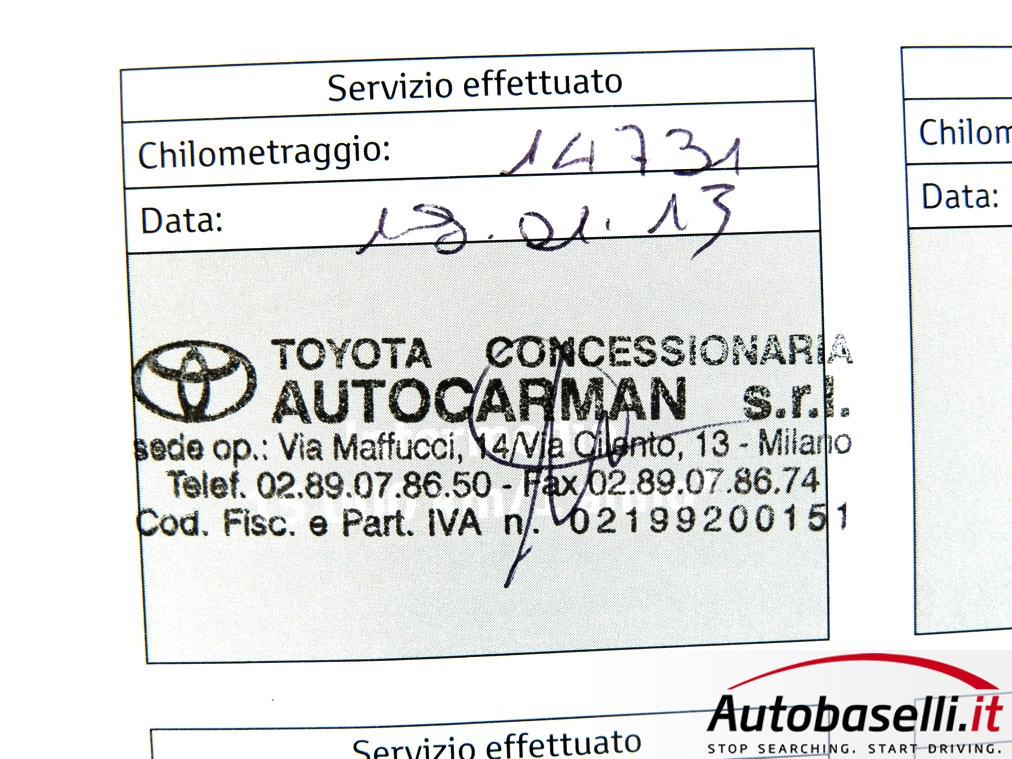 Servizio effettuato
Chilometraggio: 14731
Data: 18.01.13
TOYOTA CONCESSIONARIA
AUTOCARMAN s.r.l.
sede op.: Via Maffucci, 14/Via Cilento, 13 - Milano
Telef. 02.89.07.86.50 - Fax 02.89.07.86.74
Cod. Fisc. e Part. IVA n. 02199200151
Servizio effettuato
Chilom
Data:
Autobaselli.it
STOP SEARCHING. START DRIVING.